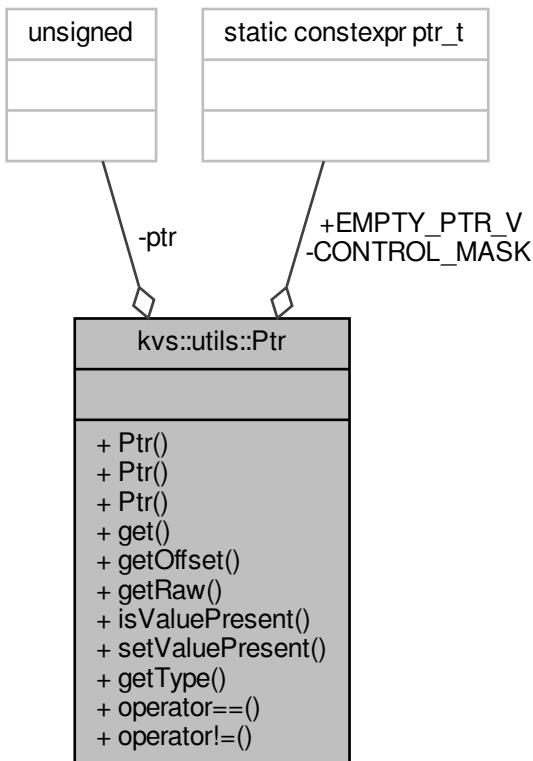 unsigned
static constexpr ptr_t
-ptr
+EMPTY_PTR_V
-CONTROL_MASK
kvs::utils::Ptr
+ Ptr()
+ Ptr()
+ Ptr()
+ get()
+ getOffset()
+ getRaw()
+ isValuePresent()
+ setValuePresent()
+ getType()
+ operator==()
+ operator!=()